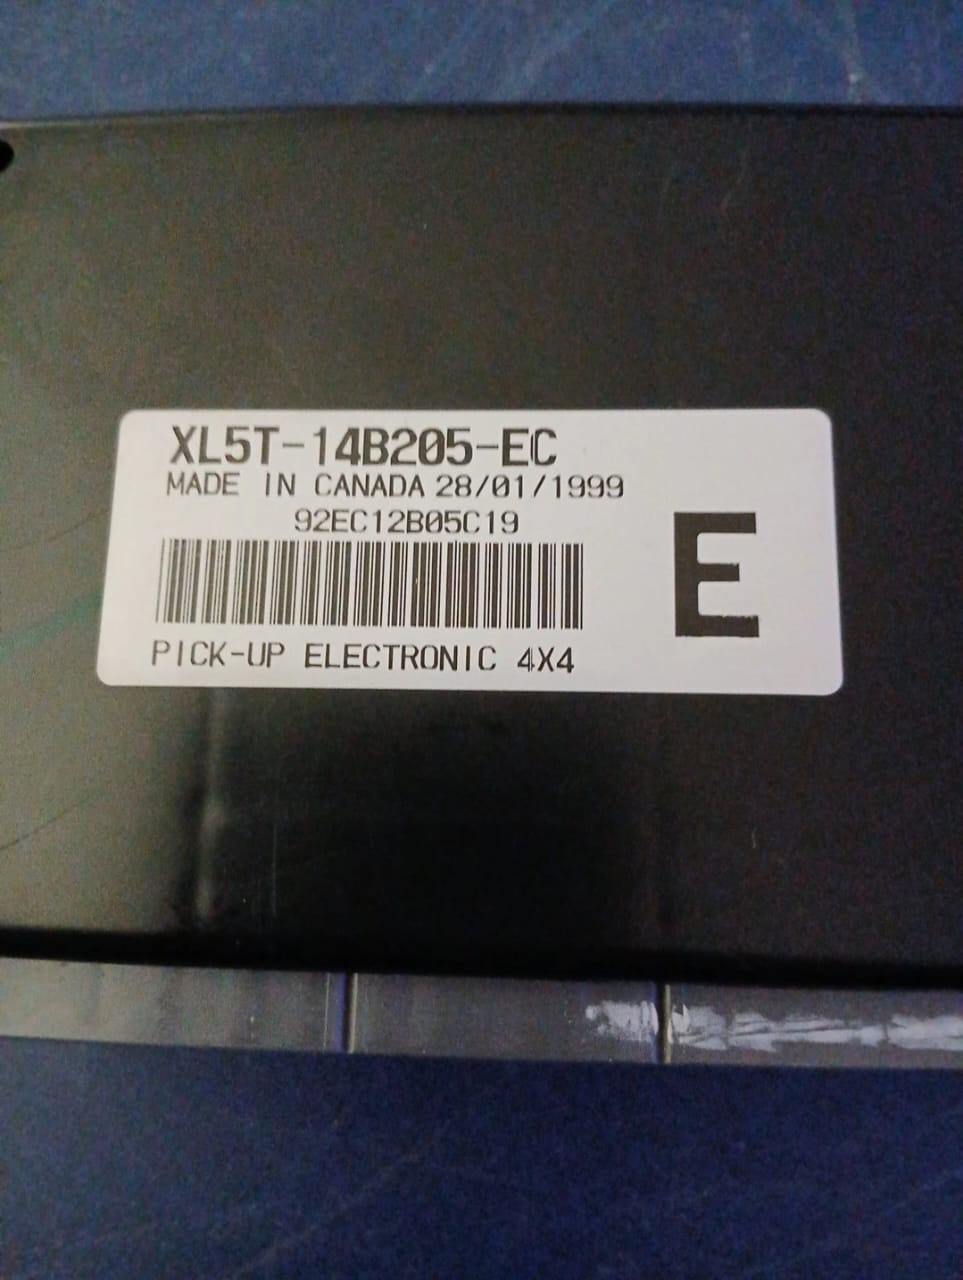 XL5T-14B205-EC
MADE IN CANADA 28/01/1999
92EC12B05C19
E
PICK-UP ELECTRONIC 4X4